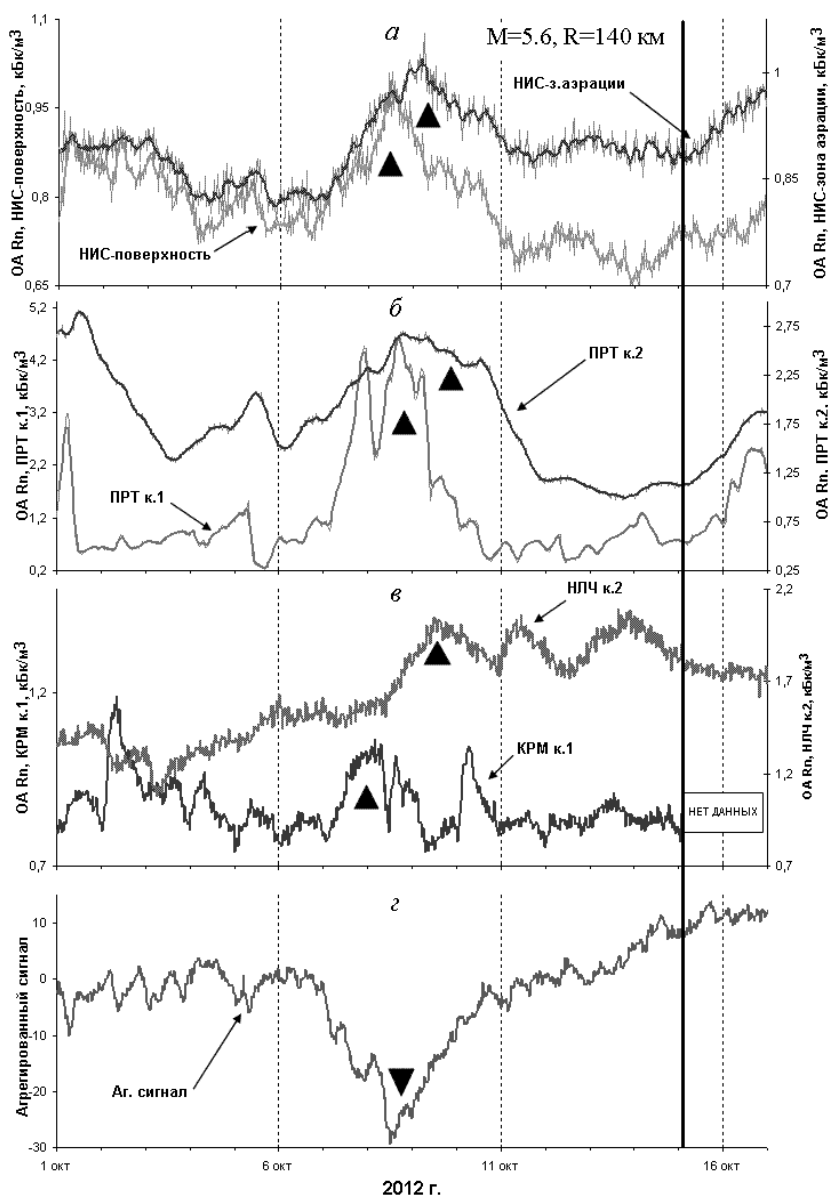 а
M=5.6, R=140 км
1,1
0,95
0,8
0,65
1
0,85
0,7
ОА Rn, НИС-поверхность, кБк/м3
ОА Rn, НИС-зона аэрации, кБк/м3
НИС-з.аэрации
НИС-поверхность
б
5,2
4,2
3,2
2,2
1,2
0,2
2,75
2,25
1,75
1,25
0,75
0,25
ОА Rn, ПРТ к.1, кБк/м3
ОА Rn, ПРТ к.2, кБк/м3
ПРТ к.2
ПРТ к.1
в
1,2
0,7
2,2
1,7
1,2
0,7
ОА Rn, КРМ к.1, кБк/м3
ОА Rn, НЛЧ к.2, кБк/м3
НЛЧ к.2
КРМ к.1
НЕТ ДАННЫХ
г
10
0
-10
-20
-30
Агрегированный сигнал
Аг. сигнал
1 окт
6 окт
11 окт
16 окт
2012 г.